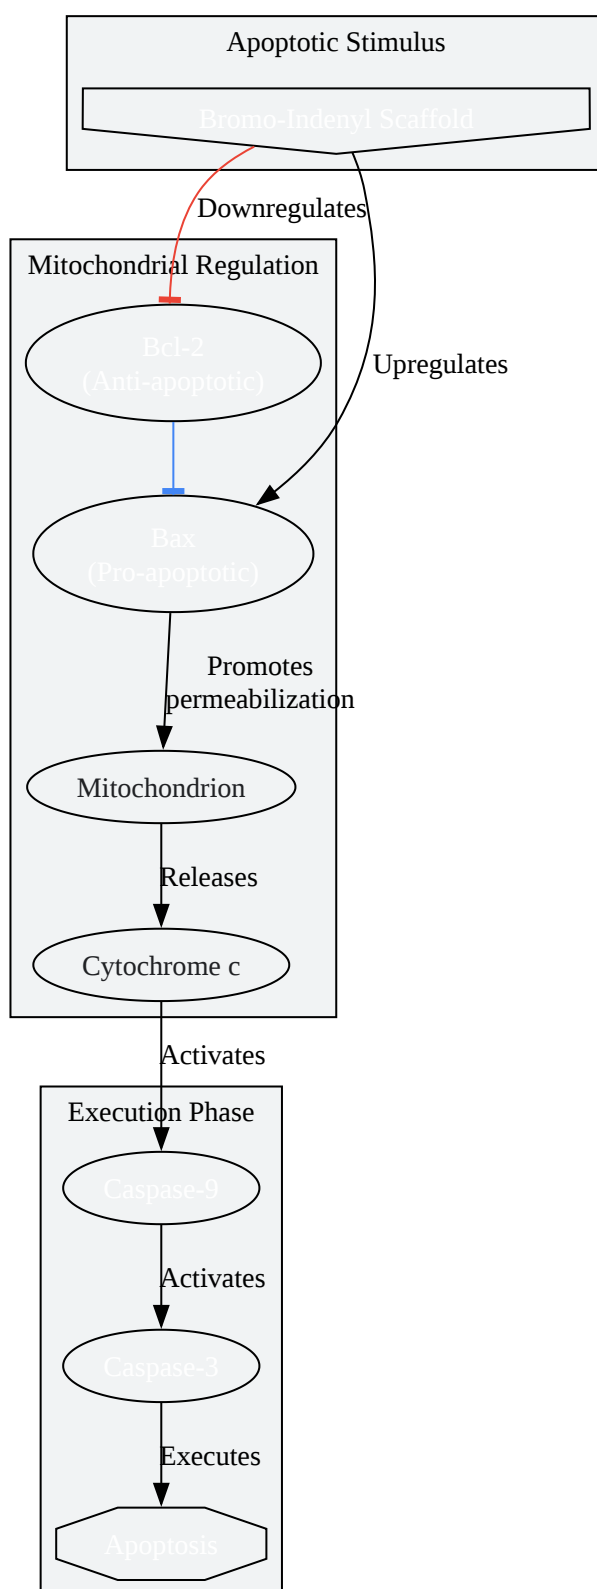 Apoptotic Stimulus
Bromo-Indenyl Scaffold
Downregulates
Mitochondrial Regulation
Bcl-2
(Anti-apoptotic)
Upregulates
Bax
(Pro-apoptotic)
Promotes
permeabilization
Mitochondrion
Releases
Cytochrome c
Activates
Execution Phase
Caspase-9
Activates
Caspase-3
Executes
Apoptosis